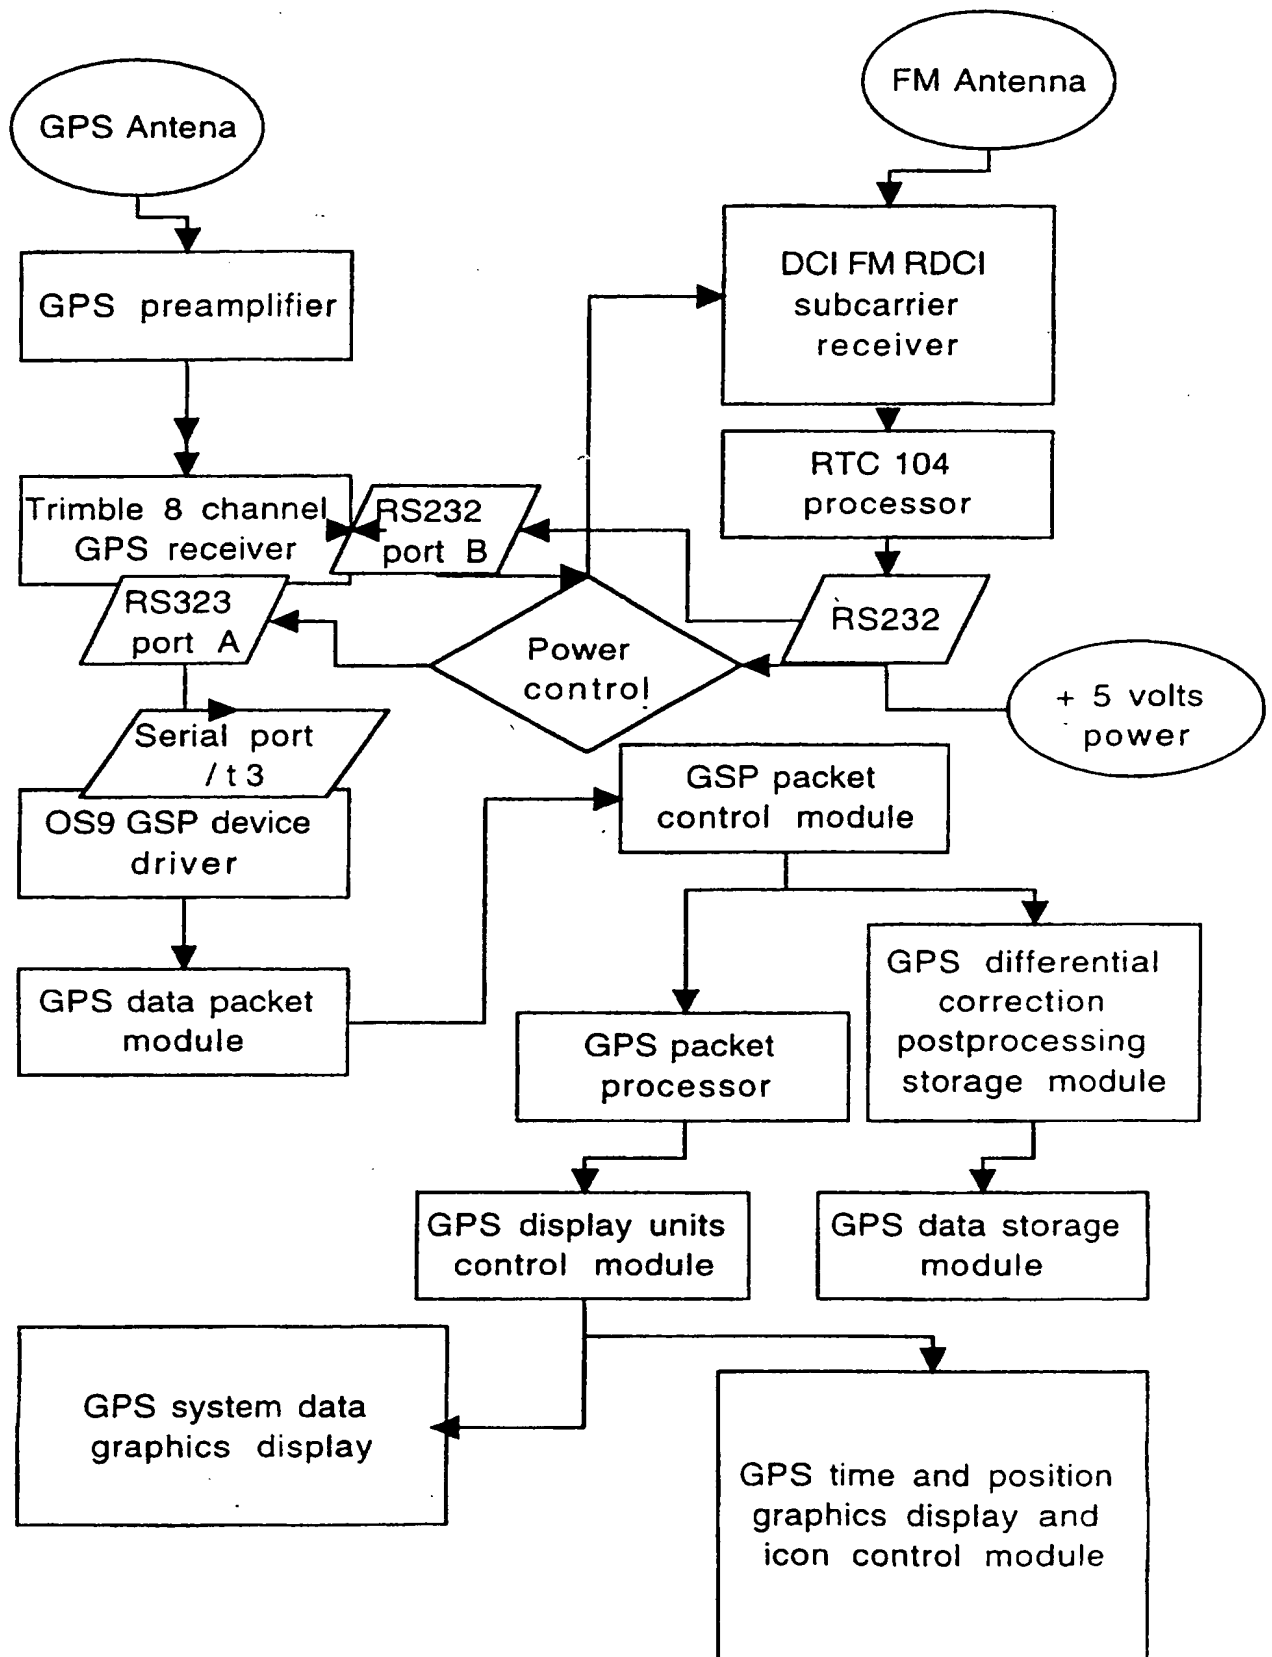 FM Antenna
GPS Antena
DCI FM RDCI
subcarrier
receiver
GPS preamplifier
RTC 104
processor
Trimble 8 channel
GPS receiver
RS232
port B
RS323
port A
RS232
Power
control
+ 5 volts
power
Serial port
/t3
GSP packet
control module
OS9 GSP device
driver
GPS differential
correction
postprocessing
storage module
GPS data packet
module
GPS packet
processor
GPS display units
control module
GPS data storage
module
GPS system data
graphics display
GPS time and position
graphics display and
icon control module